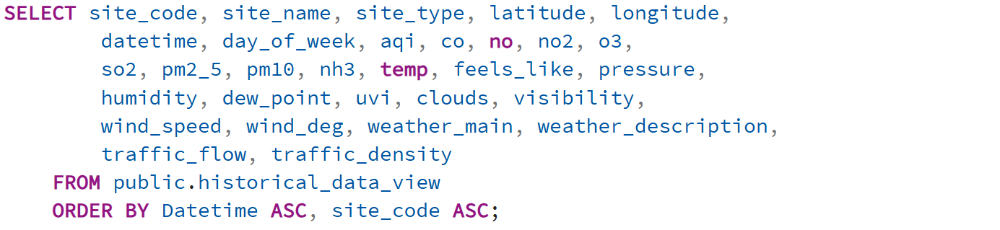 SELECT site_code, site_name, site_type, latitude, longitude,
datetime, day_of_week, aqi, co, no, no2, o3,
so2, pm2_5, pm10, nh3, temp, feels_like, pressure,
humidity, dew_point, uvi, clouds, visibility,
wind_speed, wind_deg, weather_main, weather_description,
traffic_flow, traffic_density
FROM public.historical_data_view
ORDER BY Datetime ASC, site_code ASC;